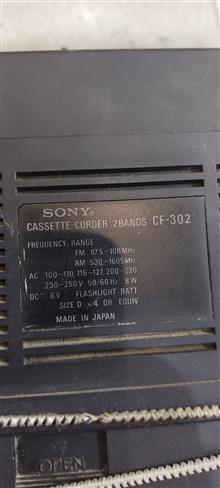 SONY®
CASSETTE-CORDER 2BANDS CF-302
FREQUENCY RANGE
FM 87.5-108MHz
AM 530-1605kHz
AC 100-110, 115-127, 200-220
230-250V 50/60Hz 8W
DC 6V FLASHLIGHT BATT
SIZE D ×4 OR EQUIV
MADE IN JAPAN
OPEN